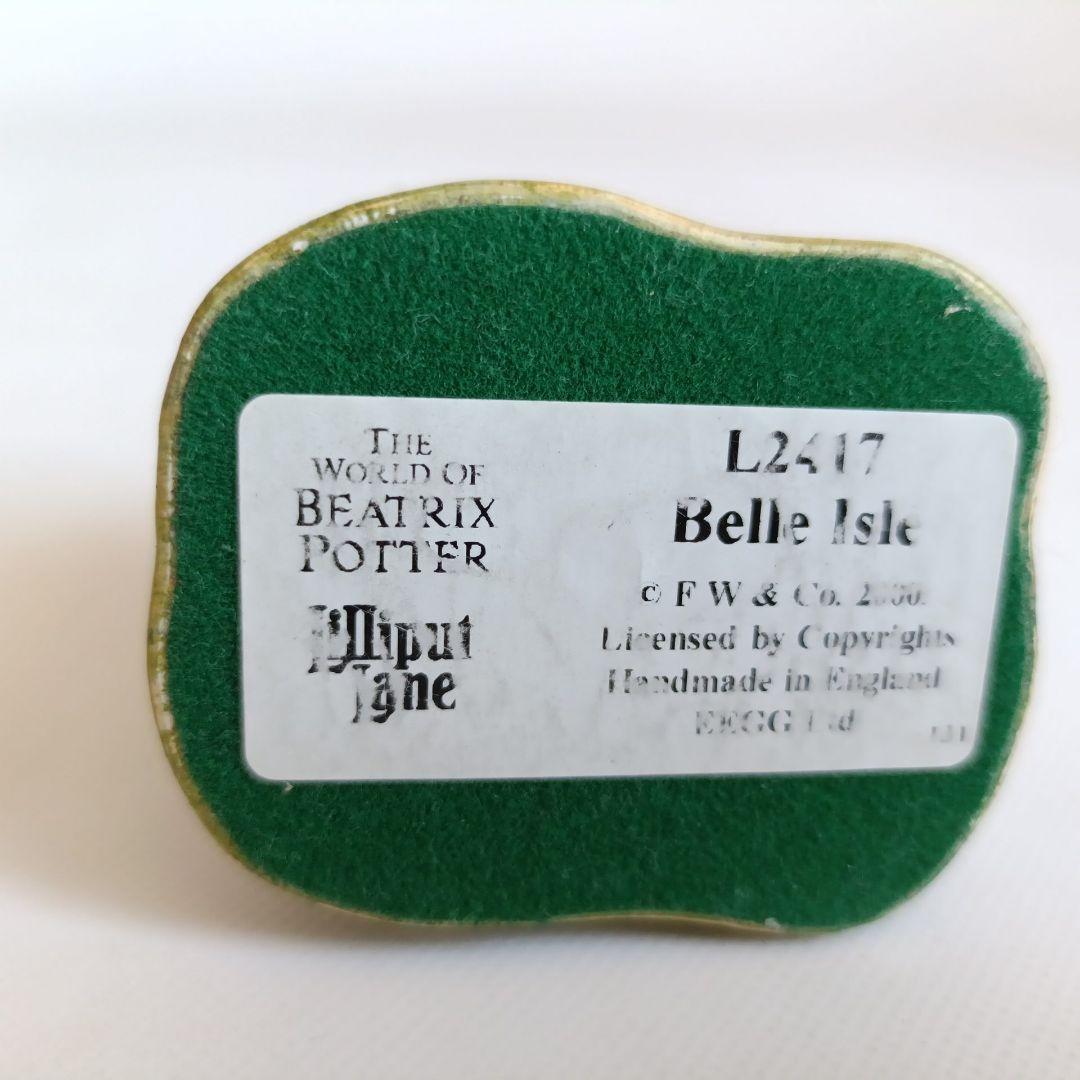 THE
WORLD OF
BEATRIX
POTTER
Lilliput
Lane
L2417
Belle Isle
© F W & Co. 2000.
Licensed by Copyrights
Handmade in England
EEGG Ltd